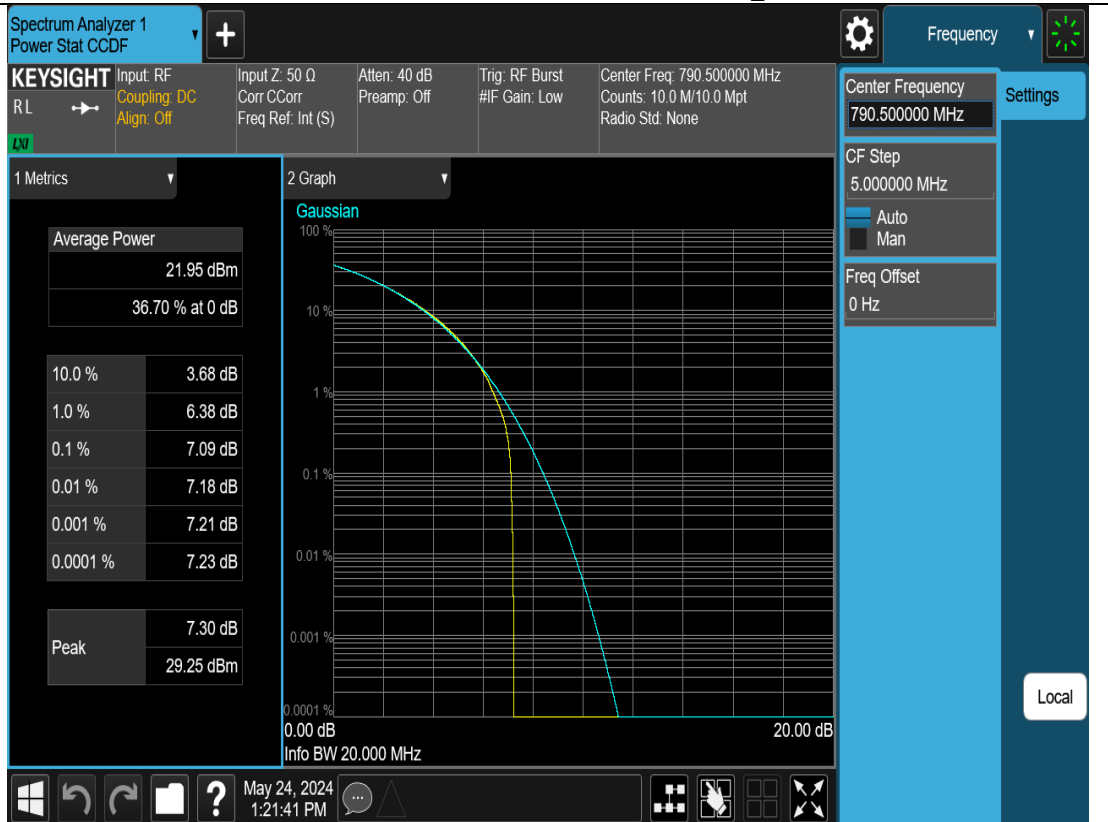 Spectrum Analyzer 1
Power Stat CCDF
Frequency
KEYSIGHT
RL
LXI
Input: RF
Coupling: DC
Align: Off
Input Z: 50 Ω
Corr CCorr
Freq Ref: Int (S)
Atten: 40 dB
Preamp: Off
Trig: RF Burst
#IF Gain: Low
Center Freq: 790.500000 MHz
Counts: 10.0 M/10.0 Mpt
Radio Std: None
Center Frequency
790.500000 MHz
Settings
CF Step
5.000000 MHz
Auto
Man
Freq Offset
0 Hz
1 Metrics
Average Power
21.95 dBm
36.70 % at 0 dB
10.0 % 3.68 dB
1.0 % 6.38 dB
0.1 % 7.09 dB
0.01 % 7.18 dB
0.001 % 7.21 dB
0.0001 % 7.23 dB
Peak
7.30 dB
29.25 dBm
2 Graph
Gaussian
100 %
10 %
1 %
0.1 %
0.01 %
0.001 %
0.0001 %
0.00 dB 20.00 dB
Info BW 20.000 MHz
Local
?
May 24, 2024
1:21:41 PM